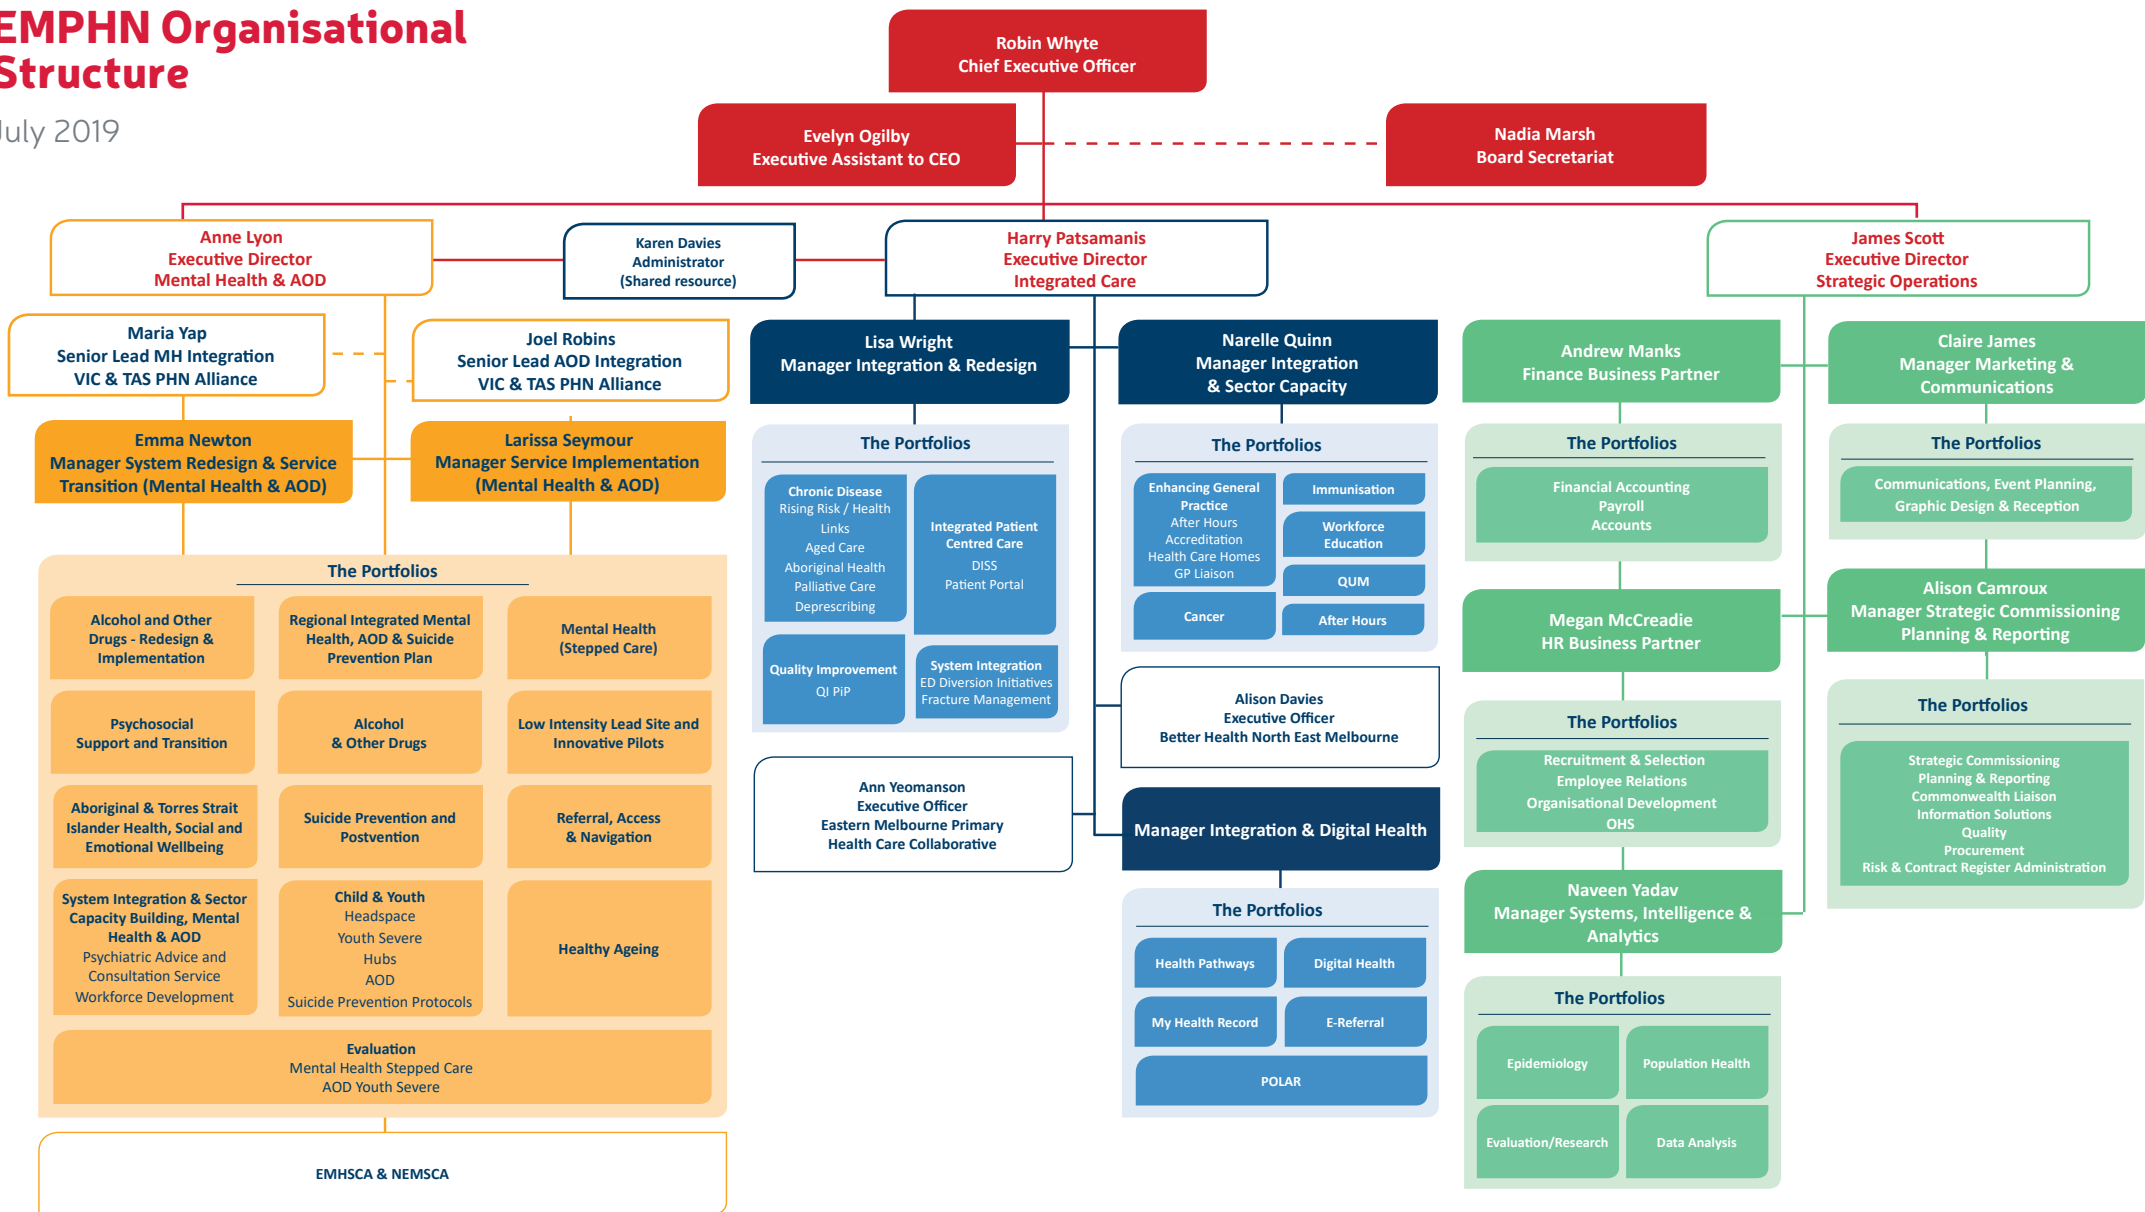 EMPHN Organisational
Structure
July 2019
Robin Whyte
Chief Executive Officer
Evelyn Ogilby
Executive Assistant to CEO
Nadia Marsh
Board Secretariat
Anne Lyon
Executive Director
Mental Health & AOD
Karen Davies
Administrator
(Shared resource)
Harry Patsamanis
Executive Director
Integrated Care
James Scott
Executive Director
Strategic Operations
Maria Yap
Senior Lead MH Integration
VIC & TAS PHN Alliance
Joel Robins
Senior Lead AOD Integration
VIC & TAS PHN Alliance
Emma Newton
Manager System Redesign & Service
Transition (Mental Health & AOD)
Larissa Seymour
Manager Service Implementation
(Mental Health & AOD)
The Portfolios
Alcohol and Other
Drugs - Redesign &
Implementation
Regional Integrated Mental
Health, AOD & Suicide
Prevention Plan
Mental Health
(Stepped Care)
Psychosocial
Support and Transition
Alcohol
& Other Drugs
Low Intensity Lead Site and
Innovative Pilots
Aboriginal & Torres Strait
Islander Health, Social and
Emotional Wellbeing
Suicide Prevention and
Postvention
Referral, Access
& Navigation
System Integration & Sector
Capacity Building, Mental
Health & AOD
Psychiatric Advice and
Consultation Service
Workforce Development
Child & Youth
Headspace
Youth Severe
Hubs
AOD
Suicide Prevention Protocols
Healthy Ageing
Evaluation
Mental Health Stepped Care
AOD Youth Severe
EMHSCA & NEMSCA
Lisa Wright
Manager Integration & Redesign
The Portfolios
Chronic Disease
Rising Risk / Health
Links
Aged Care
Aboriginal Health
Palliative Care
Deprescribing
Integrated Patient
Centred Care
DISS
Patient Portal
Quality Improvement
QI PiP
System Integration
ED Diversion Initiatives
Fracture Management
Ann Yeomanson
Executive Officer
Eastern Melbourne Primary
Health Care Collaborative
Narelle Quinn
Manager Integration
& Sector Capacity
The Portfolios
Enhancing General
Practice
After Hours
Accreditation
Health Care Homes
GP Liaison
Cancer
Immunisation
Workforce
Education
QUM
After Hours
Alison Davies
Executive Officer
Better Health North East Melbourne
Manager Integration & Digital Health
The Portfolios
Health Pathways
Digital Health
My Health Record
E-Referral
POLAR
Andrew Manks
Finance Business Partner
The Portfolios
Financial Accounting
Payroll
Accounts
Megan McCreadie
HR Business Partner
The Portfolios
Recruitment & Selection
Employee Relations
Organisational Development
OHS
Naveen Yadav
Manager Systems, Intelligence &
Analytics
The Portfolios
Epidemiology
Population Health
Evaluation/Research
Data Analysis
Claire James
Manager Marketing &
Communications
The Portfolios
Communications, Event Planning,
Graphic Design & Reception
Alison Camroux
Manager Strategic Commissioning
Planning & Reporting
The Portfolios
Strategic Commissioning
Planning & Reporting
Commonwealth Liaison
Information Solutions
Quality
Procurement
Risk & Contract Register Administration